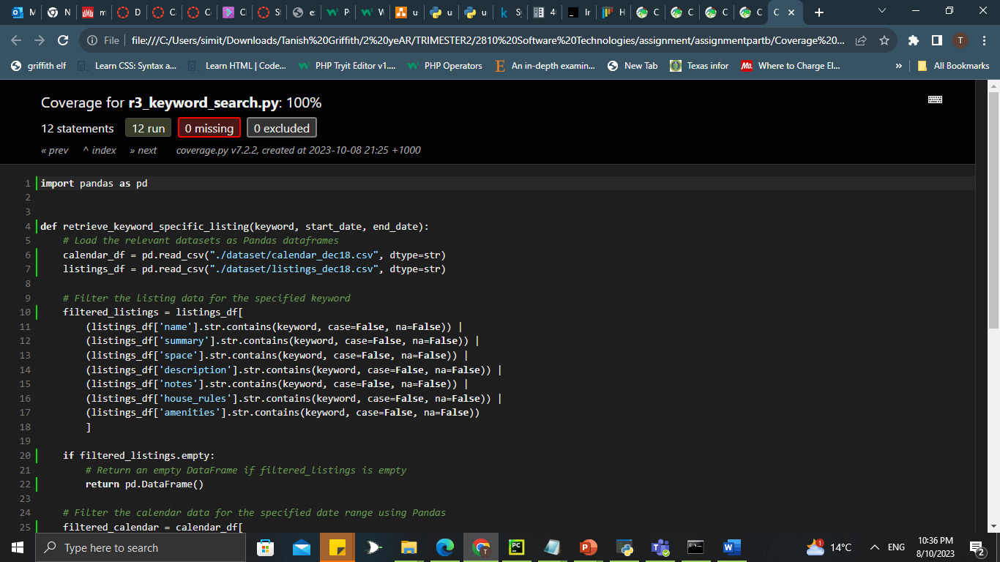 M N m D C C C S e P W u u u k S 4 Ir H C C C C C
File file:///C:/Users/simit/Downloads/Tanish%20Griffith/2%20yeAR/TRIMESTER2/2810%20Software%20Technologies/assignment/assignmentpartb/Coverage%20... T
griffith elf Learn CSS: Syntax a... Learn HTML | Code... PHP Tryit Editor v1.... PHP Operators An in-depth examin... New Tab Texas infor Mo. Where to Charge El... » All Bookmarks
Coverage for r3_keyword_search.py: 100%
12 statements 12 run 0 missing 0 excluded
« prev ^ index » next coverage.py v7.2.2, created at 2023-10-08 21:25 +1000
1 import pandas as pd
2
3
4 def retrieve_keyword_specific_listing(keyword, start_date, end_date):
5 # Load the relevant datasets as Pandas dataframes
6 calendar_df = pd.read_csv("./dataset/calendar_dec18.csv", dtype=str)
7 listings_df = pd.read_csv("./dataset/listings_dec18.csv", dtype=str)
8
9 # Filter the listing data for the specified keyword
10 filtered_listings = listings_df[
11 (listings_df['name'].str.contains(keyword, case=False, na=False)) |
12 (listings_df['summary'].str.contains(keyword, case=False, na=False)) |
13 (listings_df['space'].str.contains(keyword, case=False, na=False)) |
14 (listings_df['description'].str.contains(keyword, case=False, na=False)) |
15 (listings_df['notes'].str.contains(keyword, case=False, na=False)) |
16 (listings_df['house_rules'].str.contains(keyword, case=False, na=False)) |
17 (listings_df['amenities'].str.contains(keyword, case=False, na=False))
18 ]
19
20 if filtered_listings.empty:
21 # Return an empty DataFrame if filtered_listings is empty
22 return pd.DataFrame()
23
24 # Filter the calendar data for the specified date range using Pandas
25 filtered_calendar = calendar_df[
Type here to search 1 14°C ENG 10:36 PM
8/10/2023 2